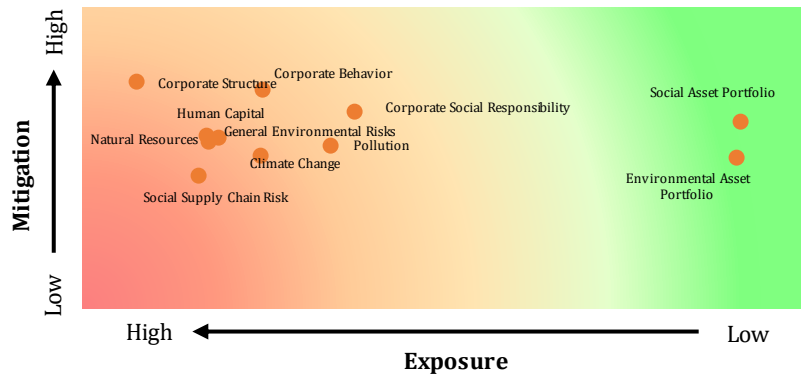 High
Mitigation
Low
Corporate Behavior
Corporate Structure
Social Asset Portfolio
Corporate Social Responsibility
Human Capital
General Environmental Risks
Natural Resources
Pollution
Climate Change
Environmental Asset
Portfolio
Social Supply Chain Risk
High
Low
Exposure